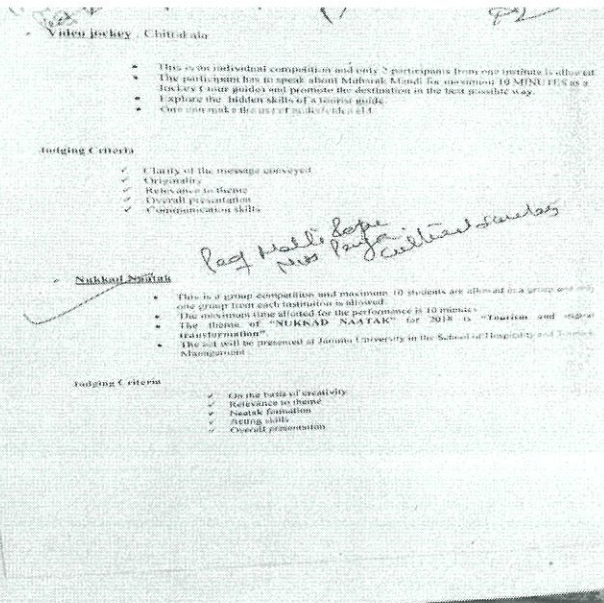 Video jockey
This is an individual competition and only 2 participants from one institute is allowed
The participant has to speak about Mubarak Mandi for maximum 10 MINUTES as a
Jockey (tour guide) and promote the destination in the best possible way.
Explore the hidden skills of a tourist guide.
One can make the use of
Judging Criteria
Clarity of the message conveyed
Originality
Relevance to theme
Overall presentation
Communication skills
Nukkad Naatak
This is a group competition and maximum 10 students are allowed in a group and only
one group from each institution is allowed.
The maximum time allotted for the performance is 10 minutes
The theme of "NUKKAD NAATAK" for 2018 is "Tourism and digital
transformation"
The act will be presented at Jammu University in the School of Hospitality and Tourism
Management
Judging Criteria
On the basis of creativity
Relevance to theme
Naatak formation
Acting skills
Overall presentation